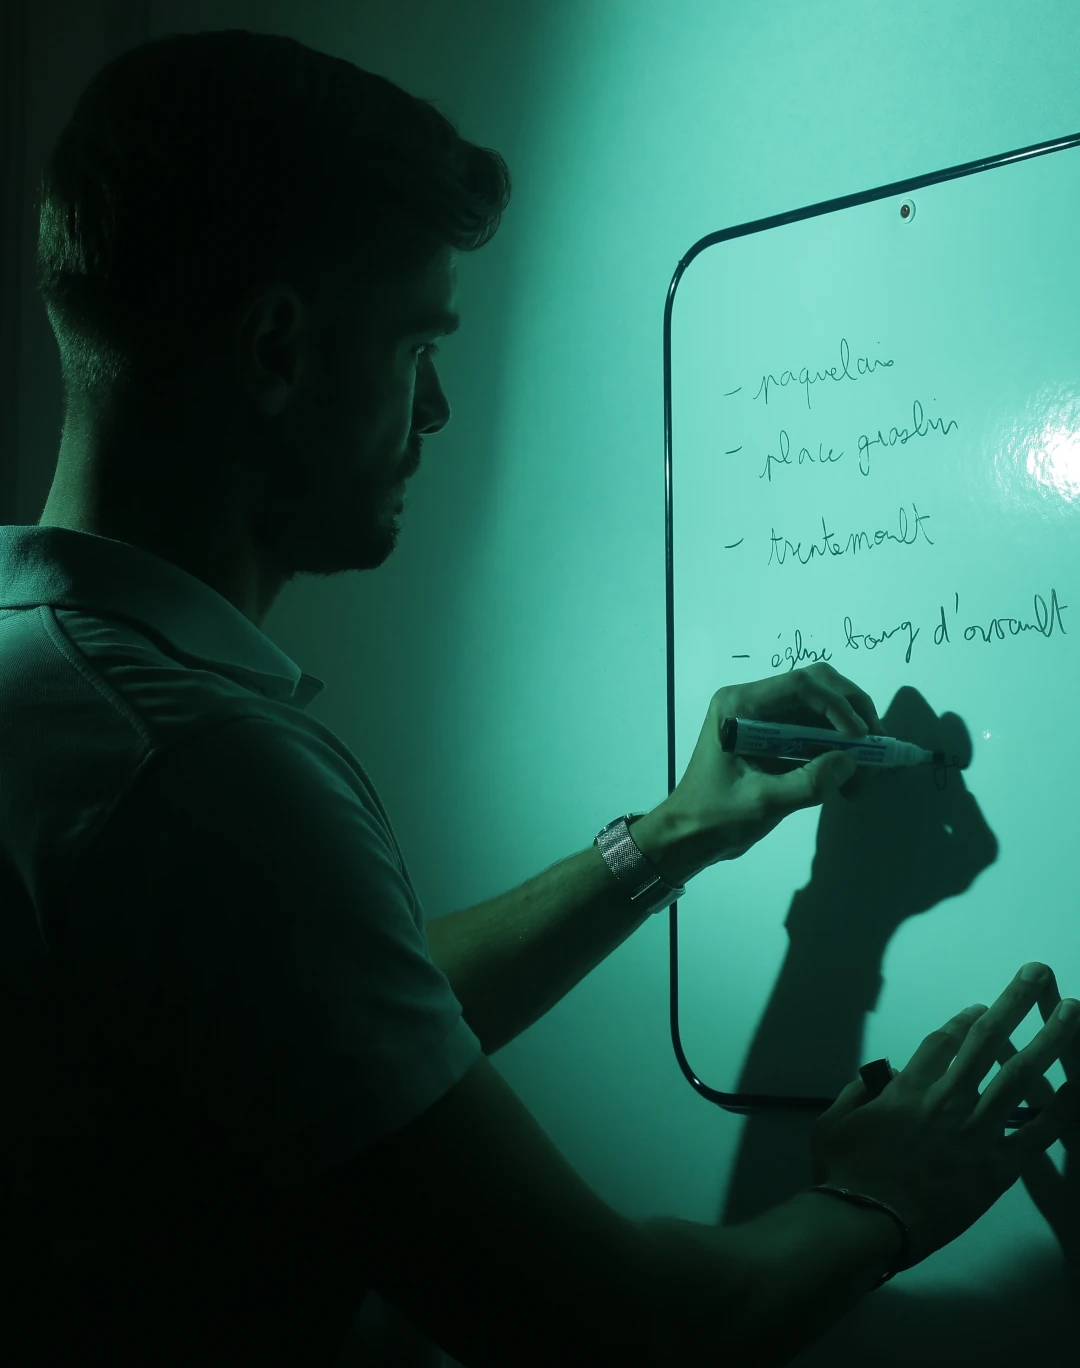 - paquelais
- place graslin
- trentemoult
- église bourg d'orvault